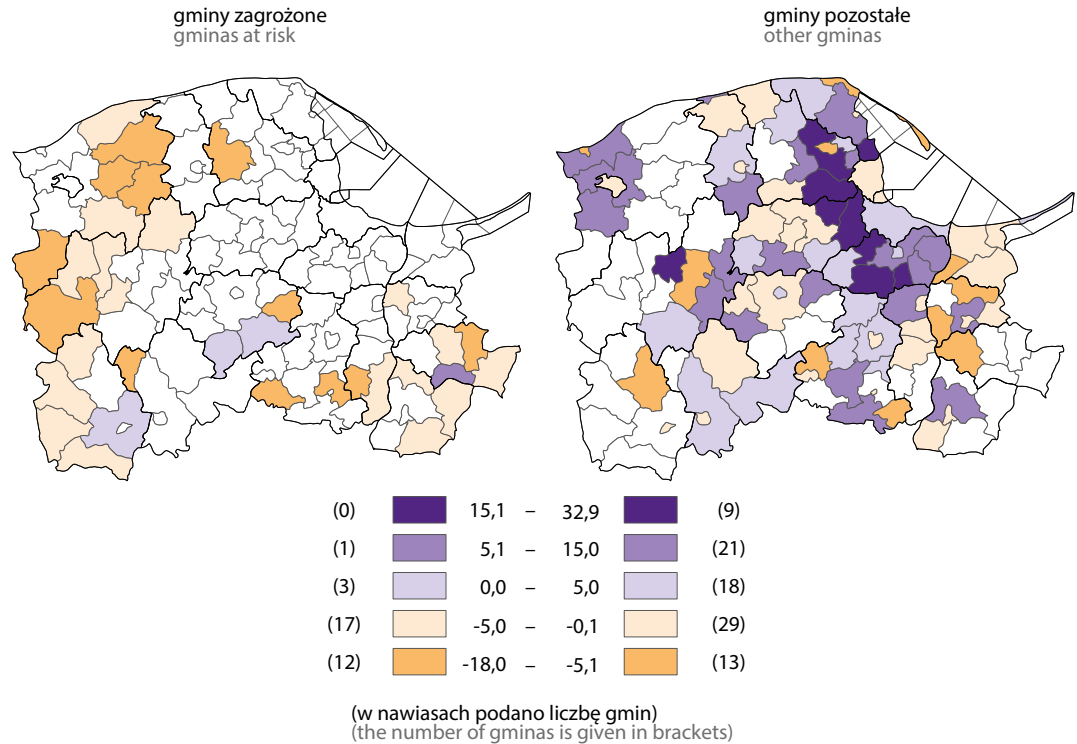 gminy zagrożone
gminas at risk
gminy pozostałe
other gminas
(0) 15,1 – 32,9 (9)
(1) 5,1 – 15,0 (21)
(3) 0,0 – 5,0 (18)
(17) -5,0 – -0,1 (29)
(12) -18,0 – -5,1 (13)
(w nawiasach podano liczbę gmin)
(the number of gminas is given in brackets)